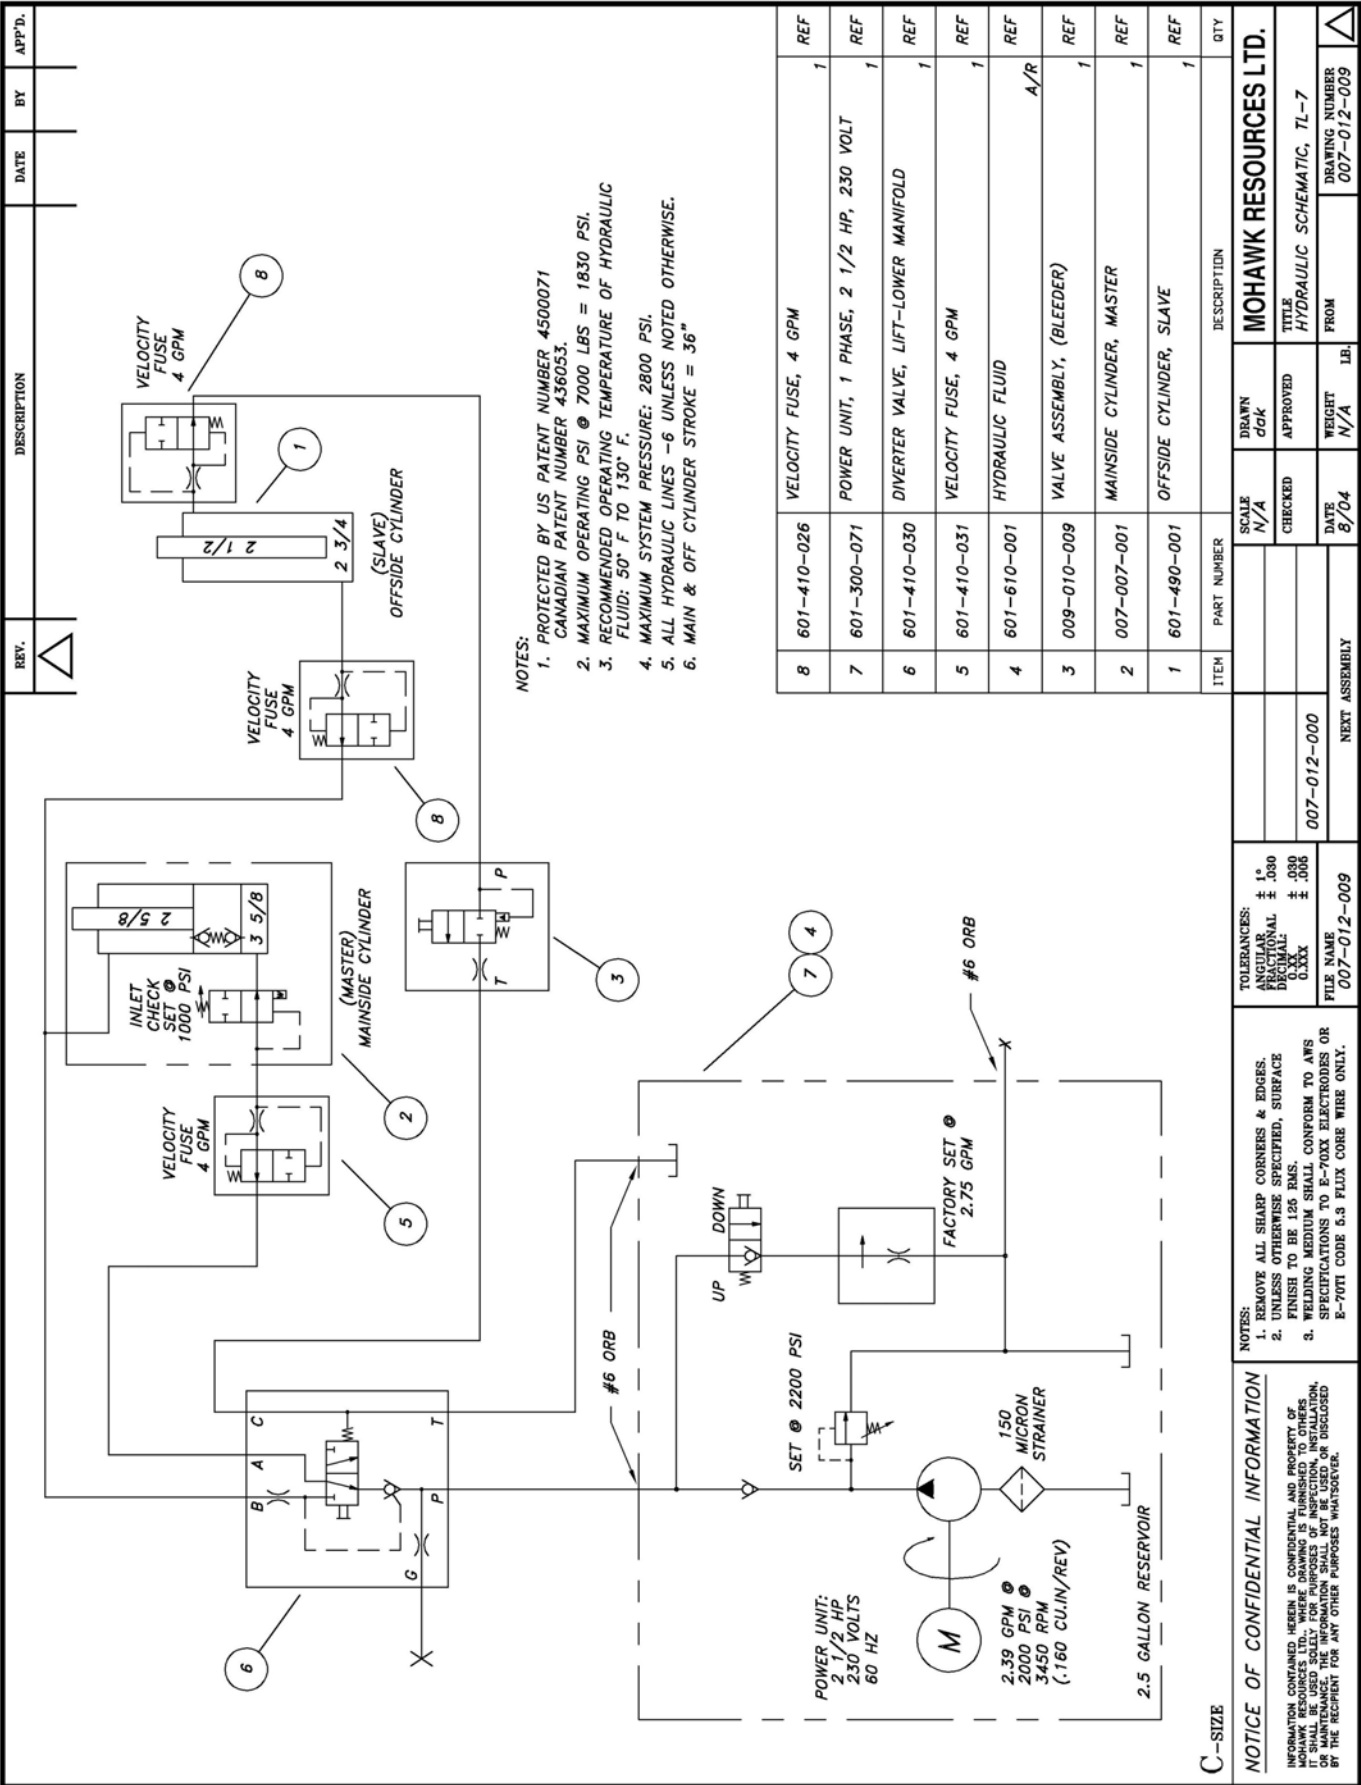 REV.
DESCRIPTION
DATE
BY
APP'D.
VELOCITY
FUSE
4 GPM
8
1
2 1/2
2 3/4
(SLAVE)
OFFSIDE CYLINDER
VELOCITY
FUSE
4 GPM
8
INLET
CHECK
SET @
1000 PSI
2 5/8
3 5/8
(MASTER)
MAINSIDE CYLINDER
2
VELOCITY
FUSE
4 GPM
5
T
P
3
B
A
C
G
P
T
6
#6 ORB
#6 ORB
7
4
UP
DOWN
FACTORY SET @
2.75 GPM
SET @ 2200 PSI
150
MICRON
STRAINER
POWER UNIT:
2 1/2 HP
230 VOLTS
60 HZ
M
2.39 GPM @
2000 PSI @
3450 RPM
(.160 CU.IN/REV)
2.5 GALLON RESERVOIR
NOTES:
1. PROTECTED BY US PATENT NUMBER 4500071
CANADIAN PATENT NUMBER 436053.
2. MAXIMUM OPERATING PSI @ 7000 LBS = 1830 PSI.
3. RECOMMENDED OPERATING TEMPERATURE OF HYDRAULIC
FLUID: 50° F TO 130° F.
4. MAXIMUM SYSTEM PRESSURE: 2800 PSI.
5. ALL HYDRAULIC LINES -6 UNLESS NOTED OTHERWISE.
6. MAIN & OFF CYLINDER STROKE = 36"
8 601-410-026 VELOCITY FUSE, 4 GPM 1 REF
7 601-300-071 POWER UNIT, 1 PHASE, 2 1/2 HP, 230 VOLT 1 REF
6 601-410-030 DIVERTER VALVE, LIFT-LOWER MANIFOLD 1 REF
5 601-410-031 VELOCITY FUSE, 4 GPM 1 REF
4 601-610-001 HYDRAULIC FLUID A/R REF
3 009-010-009 VALVE ASSEMBLY, (BLEEDER) 1 REF
2 007-007-001 MAINSIDE CYLINDER, MASTER 1 REF
1 601-490-001 OFFSIDE CYLINDER, SLAVE 1 REF
ITEM PART NUMBER DESCRIPTION QTY
C-SIZE
NOTICE OF CONFIDENTIAL INFORMATION
INFORMATION CONTAINED HEREIN IS CONFIDENTIAL AND PROPERTY OF
MOHAWK RESOURCES LTD.. WHERE DRAWING IS FURNISHED TO OTHERS
IT SHALL BE USED SOLELY FOR PURPOSES OF INSPECTION, INSTALLATION,
OR MAINTENANCE. THE INFORMATION SHALL NOT BE USED OR DISCLOSED
BY THE RECIPIENT FOR ANY OTHER PURPOSES WHATSOEVER.
NOTES:
1. REMOVE ALL SHARP CORNERS & EDGES.
2. UNLESS OTHERWISE SPECIFIED, SURFACE
FINISH TO BE 125 RMS.
3. WELDING MEDIUM SHALL CONFORM TO AWS
SPECIFICATIONS TO E-70XX ELECTRODES OR
E-70T1 CODE 5.3 FLUX CORE WIRE ONLY.
TOLERANCES:
ANGULAR ± 1°
FRACTIONAL ± .030
DECIMAL:
0.XX ± .030
0.XXX ± .005
FILE NAME
007-012-009
007-012-000
NEXT ASSEMBLY
SCALE
N/A
DRAWN
dak
CHECKED
APPROVED
DATE
8/04
WEIGHT
N/A LB.
MOHAWK RESOURCES LTD.
TITLE
HYDRAULIC SCHEMATIC, TL-7
FROM
DRAWING NUMBER
007-012-009